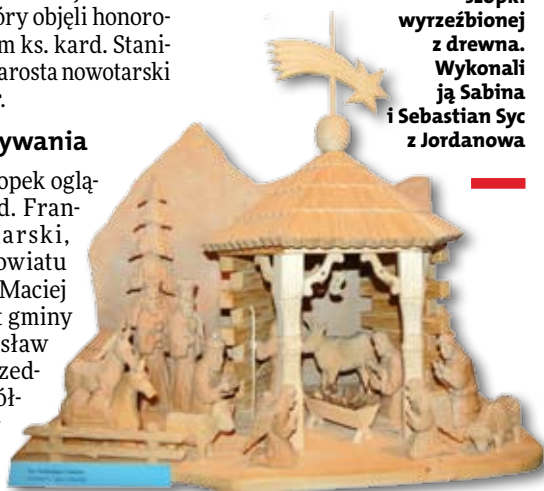 óry objęli honoro-
m ks. kard. Stani-
arosta nowotarski
ywania
opek oglą-
d. Fran-
arski,
owiatu
Maciej
t gminy
sław
zed-
ół-
wyrzeźbionej
z drewna.
Wykonali
ją Sabina
i Sebastian Syc
z Jordanowa